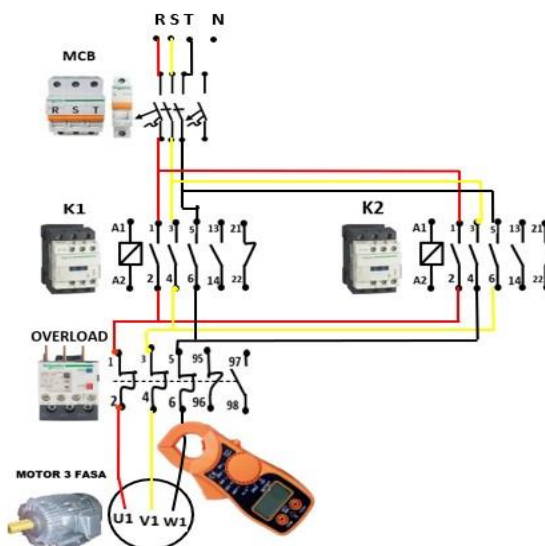 R S T N
MCB
R S T
K1
A1 1 3 5 13 21
A2 2 4 6 14 22
K2
A1 1 3 5 13 21
A2 2 4 6 14 22
OVERLOAD
1 3 5 95 97
2 4 6 96 98
MOTOR 3 FASA
U1 V1 W1